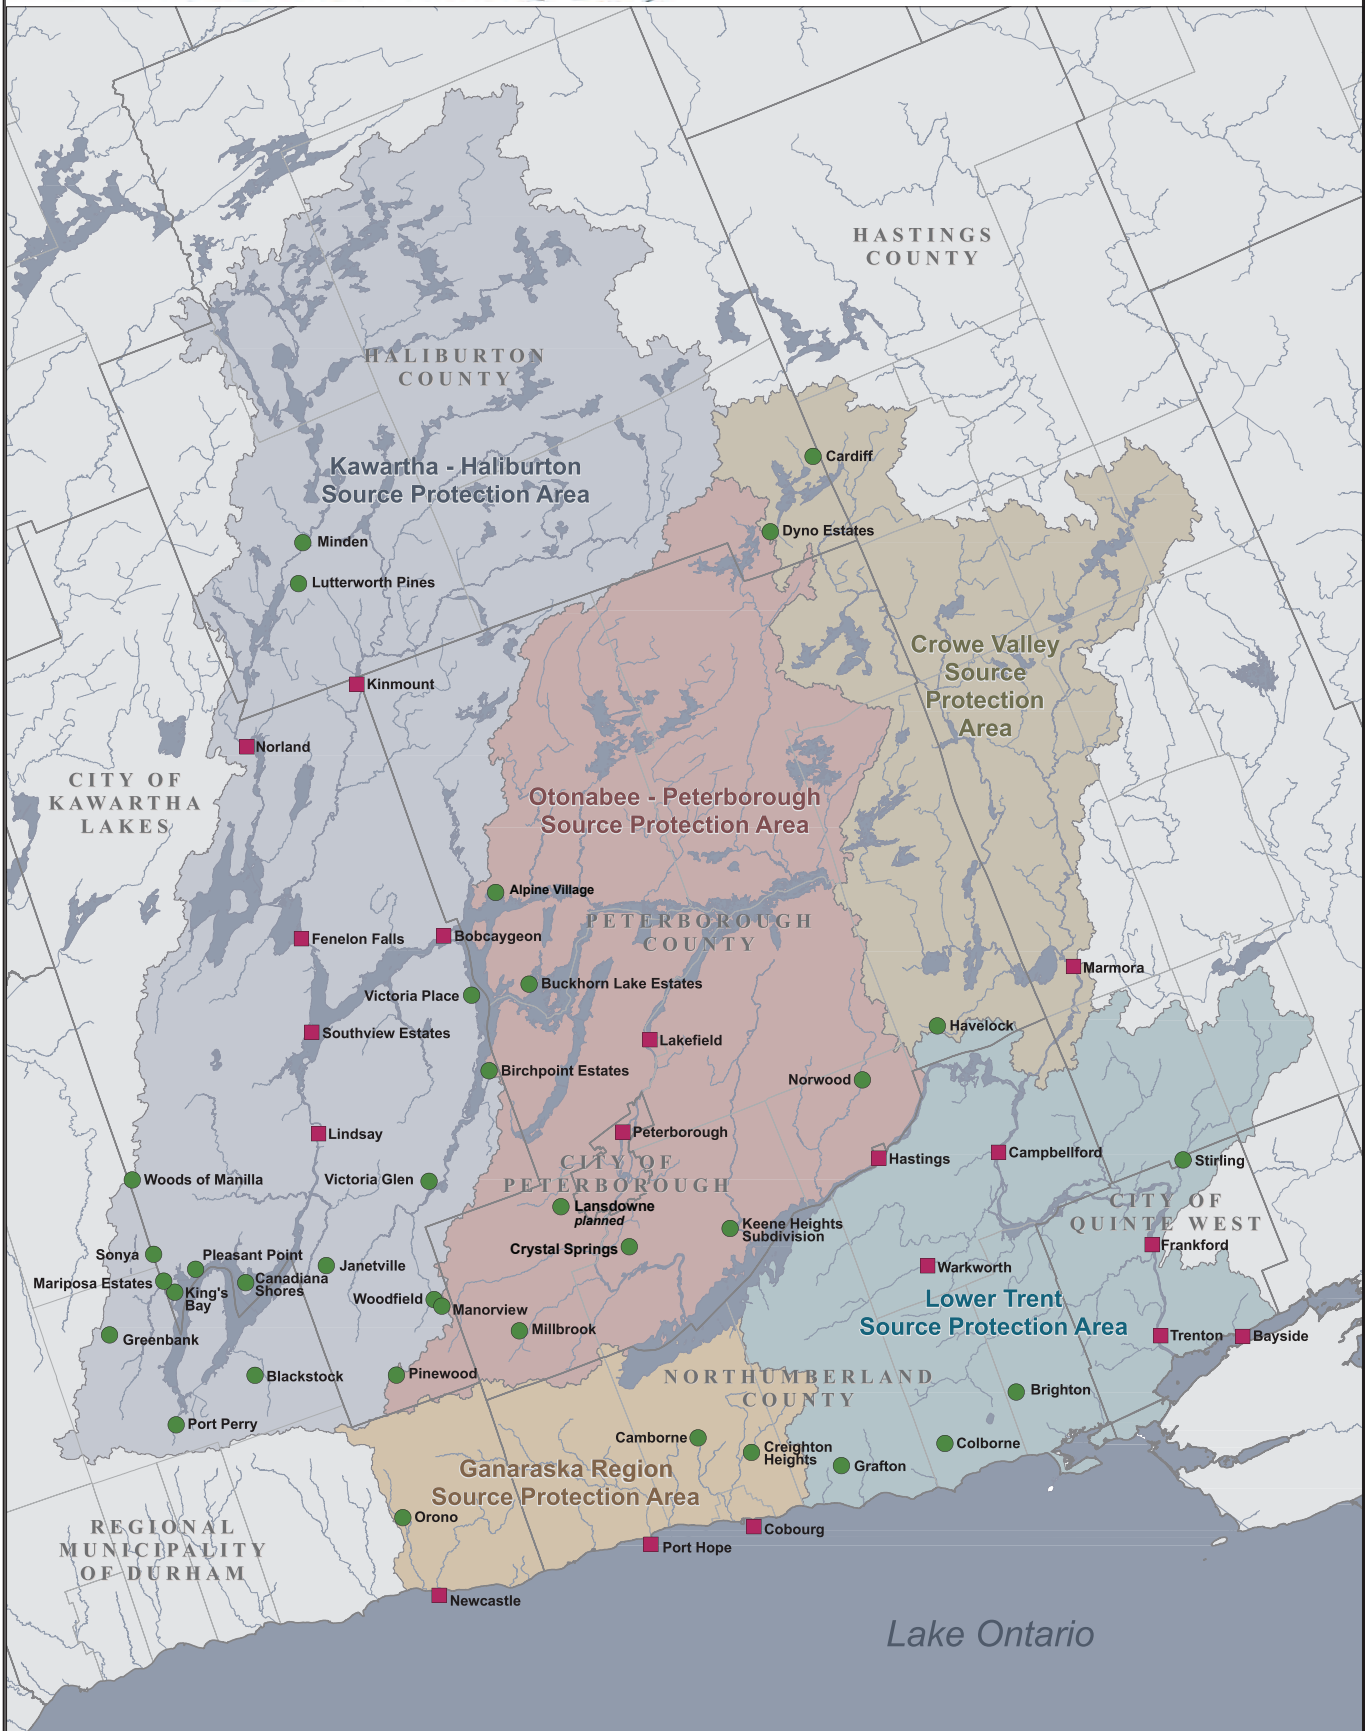 HASTINGS
COUNTY
HALIBURTON
COUNTY
Kawartha - Haliburton
Source Protection Area
Cardiff
Dyno Estates
Minden
Lutterworth Pines
Crowe Valley
Source
Protection
Area
Kinmount
Norland
CITY OF
KAWARTHA
LAKES
Otonabee - Peterborough
Source Protection Area
Alpine Village
PETERBOROUGH
COUNTY
Fenelon Falls
Bobcaygeon
Marmora
Buckhorn Lake Estates
Victoria Place
Havelock
Southview Estates
Lakefield
Birchpoint Estates
Norwood
Lindsay
Peterborough
Hastings
Campbellford
Stirling
CITY OF
PETERBOROUGH
Woods of Manilla
Victoria Glen
CITY OF
QUINTE WEST
Lansdowne
planned
Keene Heights
Subdivision
Crystal Springs
Frankford
Sonya
Pleasant Point
Janetville
Warkworth
Mariposa Estates
Canadiana
Shores
King's
Bay
Woodfield
Manorview
Lower Trent
Source Protection Area
Millbrook
Greenbank
Trenton
Bayside
Blackstock
Pinewood
NORTHUMBERLAND
COUNTY
Brighton
Port Perry
Camborne
Creighton
Heights
Colborne
Grafton
Ganaraska Region
Source Protection Area
Orono
Cobourg
Port Hope
REGIONAL
MUNICIPALITY
OF DURHAM
Newcastle
Lake Ontario